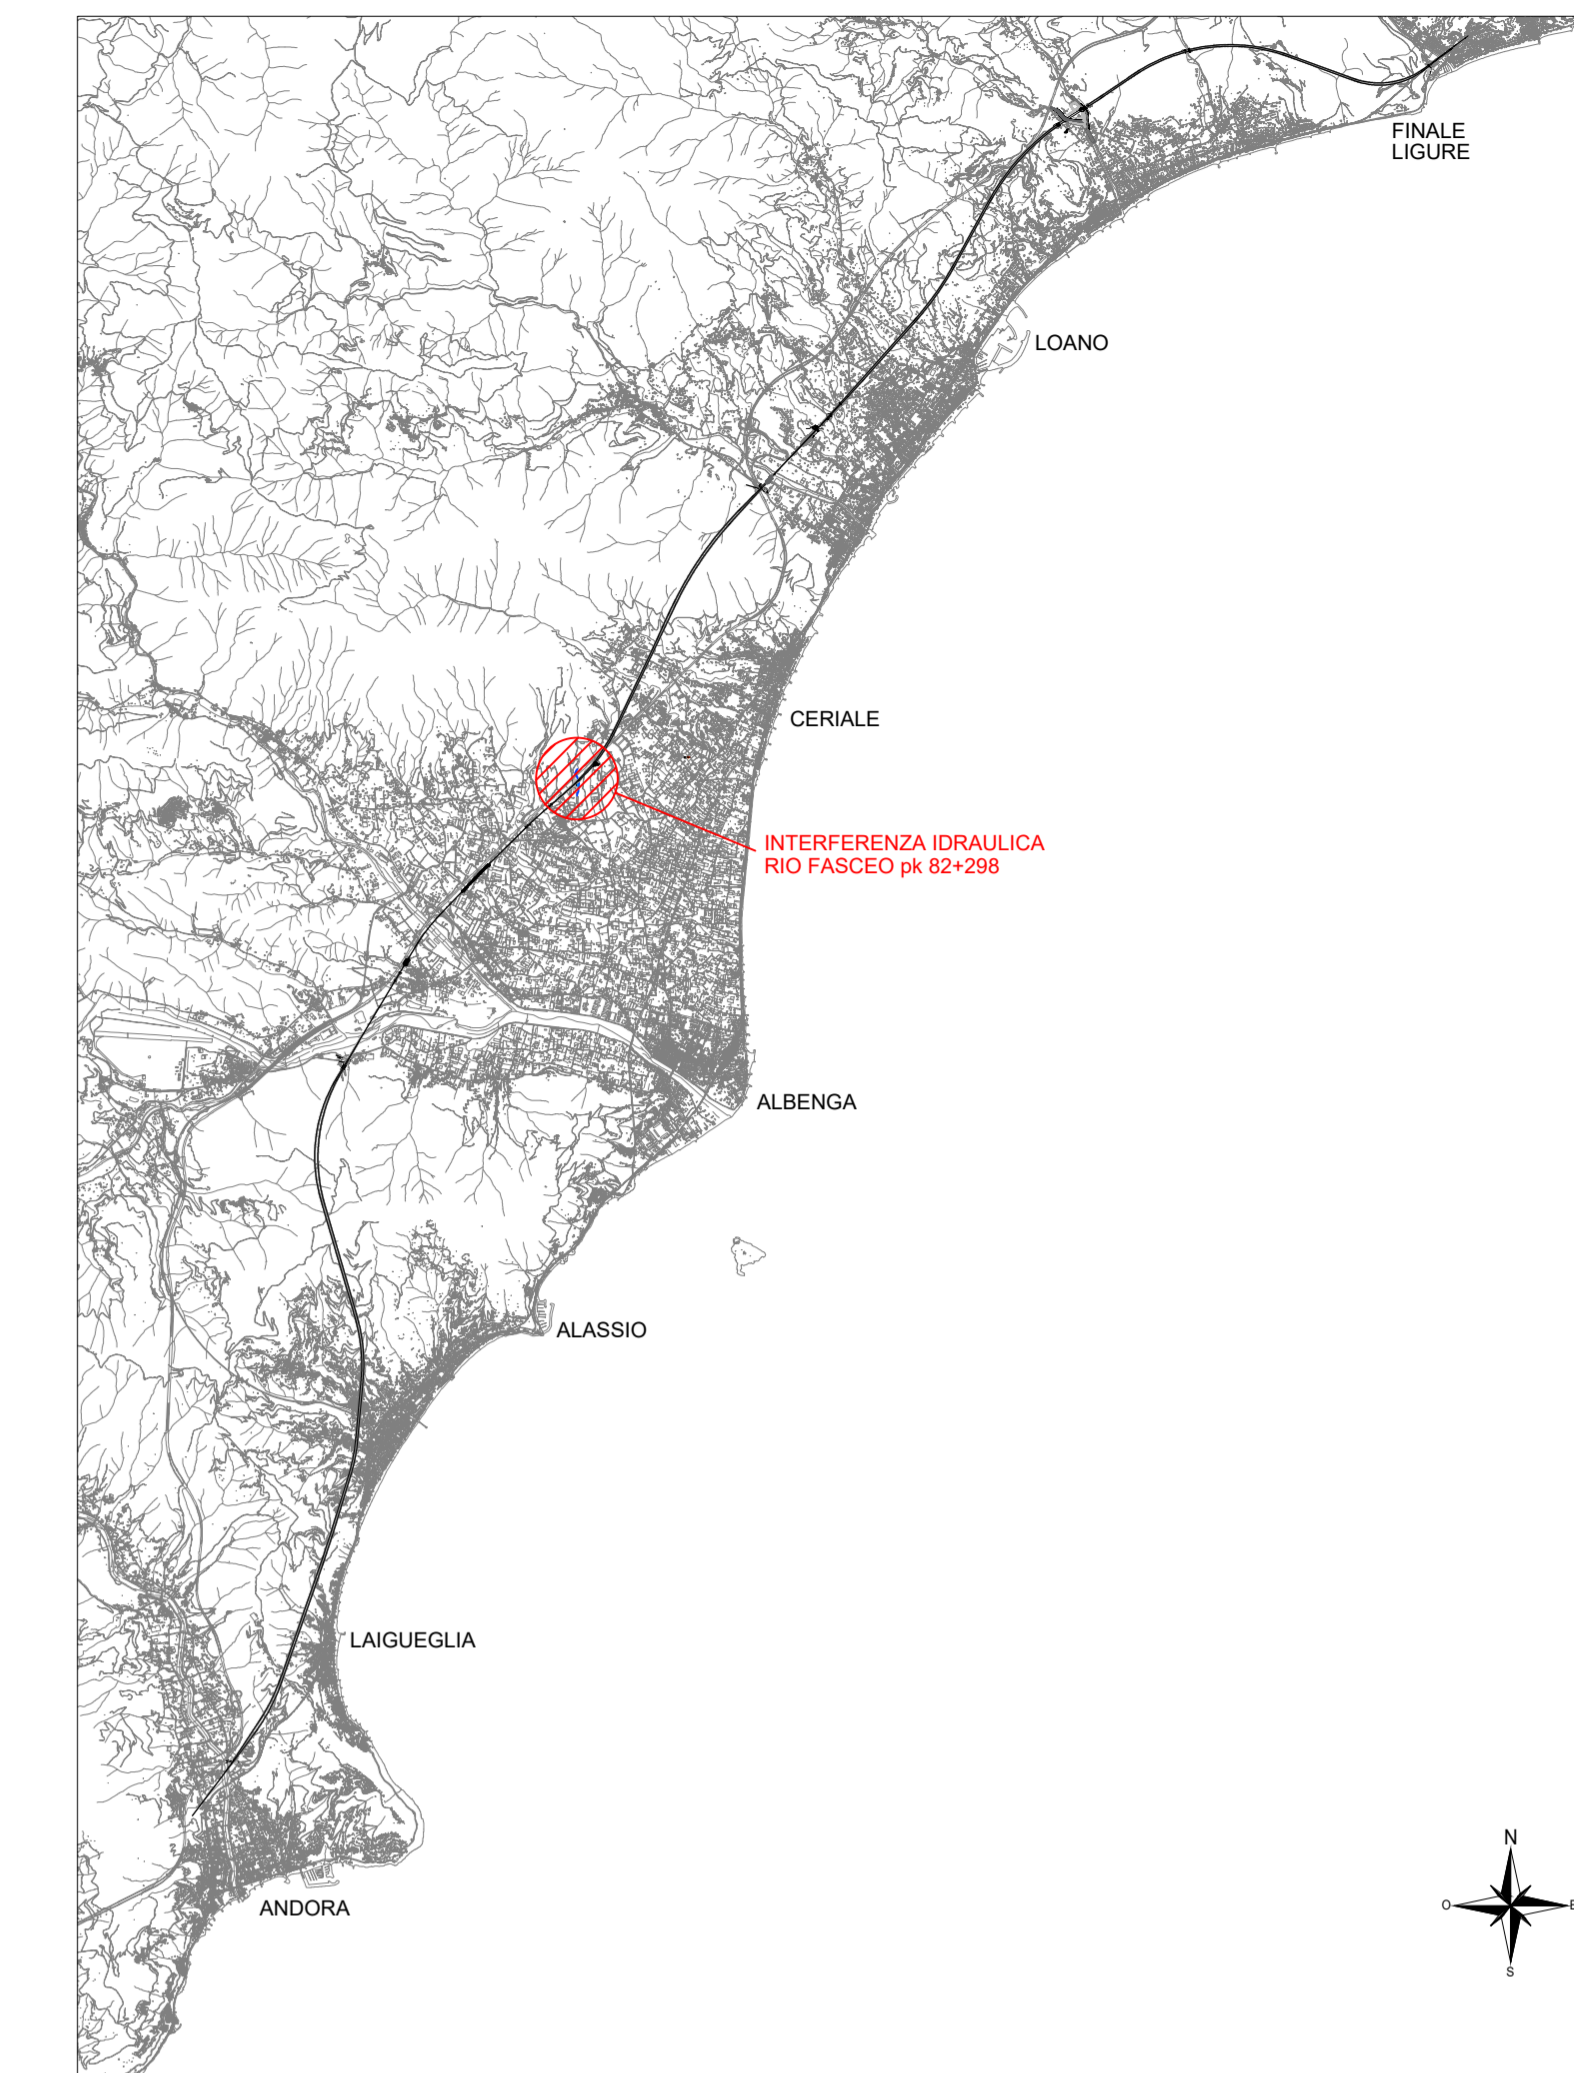 FINALE
LIGURE
LOANO
CERIALE
INTERFERENZA IDRAULICA
RIO FASCEO pk 82+298
ALBENGA
ALASSIO
LAIGUEGLIA
ANDORA
N
O
E
S